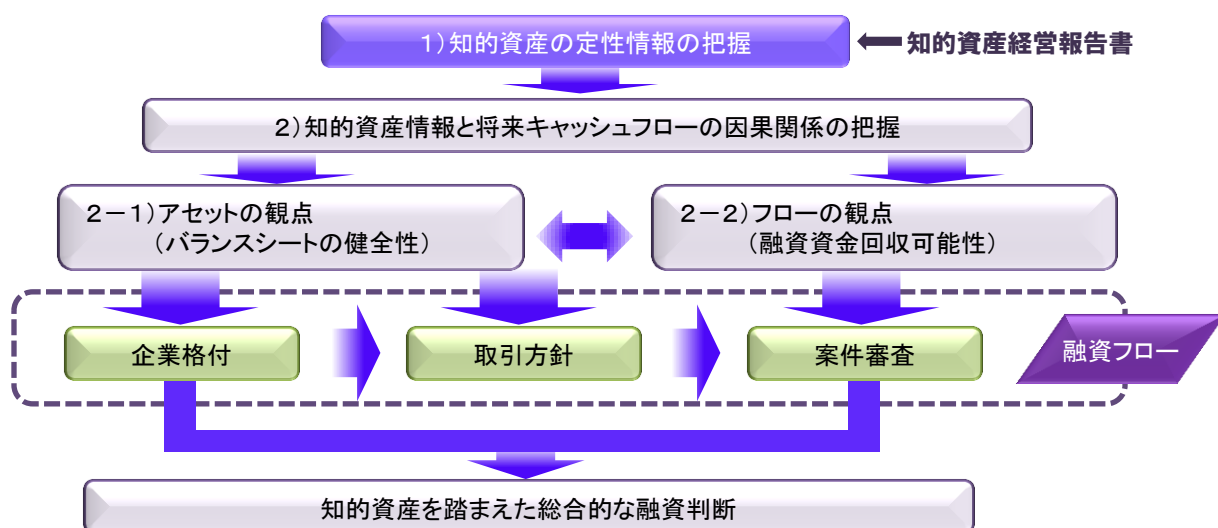 1)知的資産の定性情報の把握
知的資産経営報告書
2)知的資産情報と将来キャッシュフローの因果関係の把握
2-1)アセットの観点
(バランスシートの健全性)
2-2)フローの観点
(融資資金回収可能性)
企業格付
取引方針
案件審査
融資フロー
知的資産を踏まえた総合的な融資判断